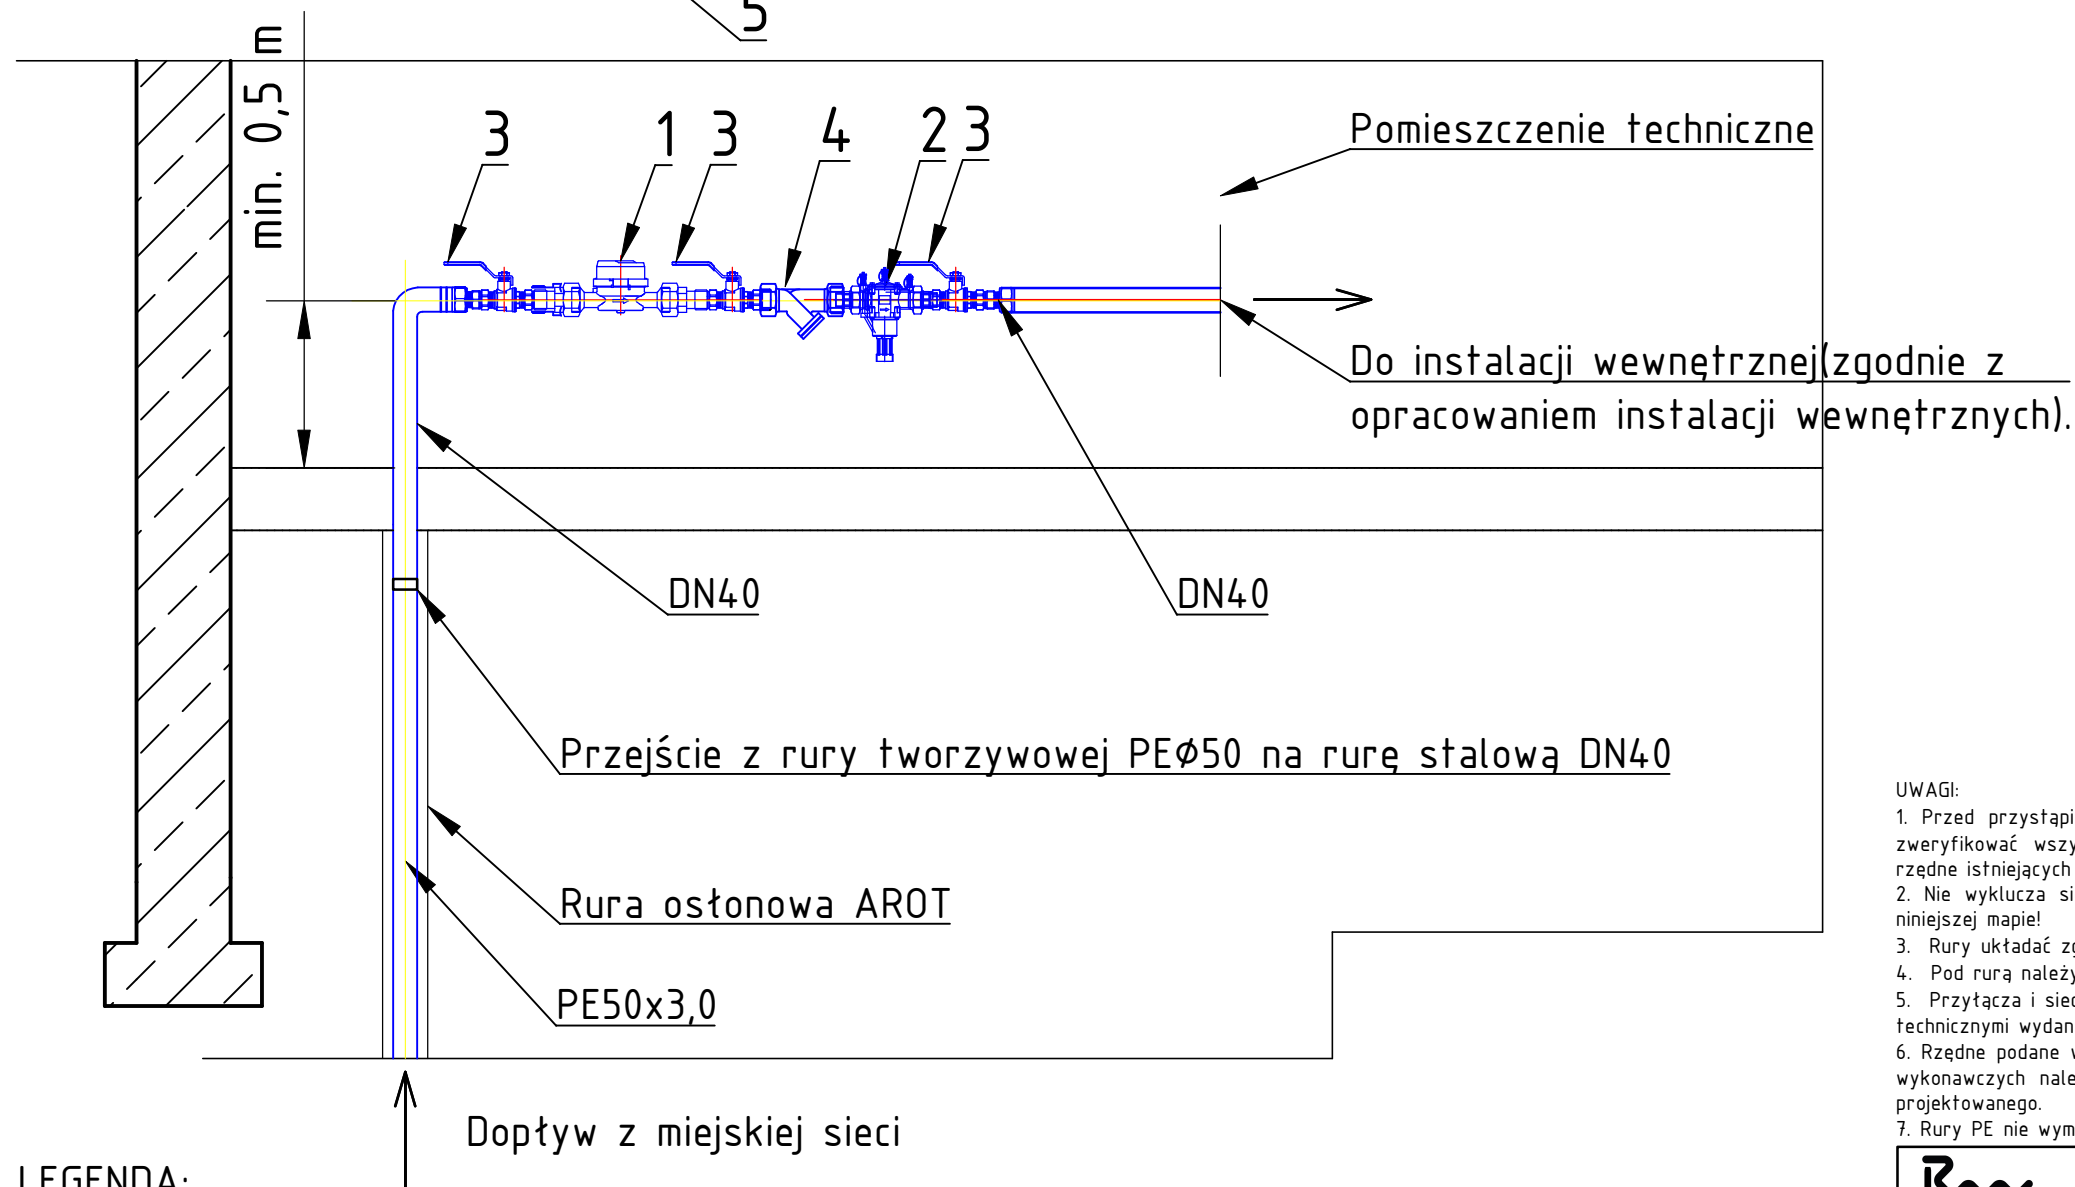 5
min. 0,5 m
3
1
3
4
2
3
Pomieszczenie techniczne
Do instalacji wewnętrznej(zgodnie z
opracowaniem instalacji wewnętrznych).
DN40
DN40
Przejście z rury tworzywowej PEØ50 na rurę stalową DN40
Rura osłonowa AROT
PE50x3,0
Dopływ z miejskiej sieci
LEGENDA:
UWAGI:
1. Przed przystąpi
zweryfikować wszy
rzędne istniejących
2. Nie wyklucza si
niniejszej mapie!
3. Rury układać zg
4. Pod rurą należy
5. Przyłącza i siec
technicznymi wydan
6. Rzędne podane w
wykonawczych nale
projektowanego.
7. Rury PE nie wym